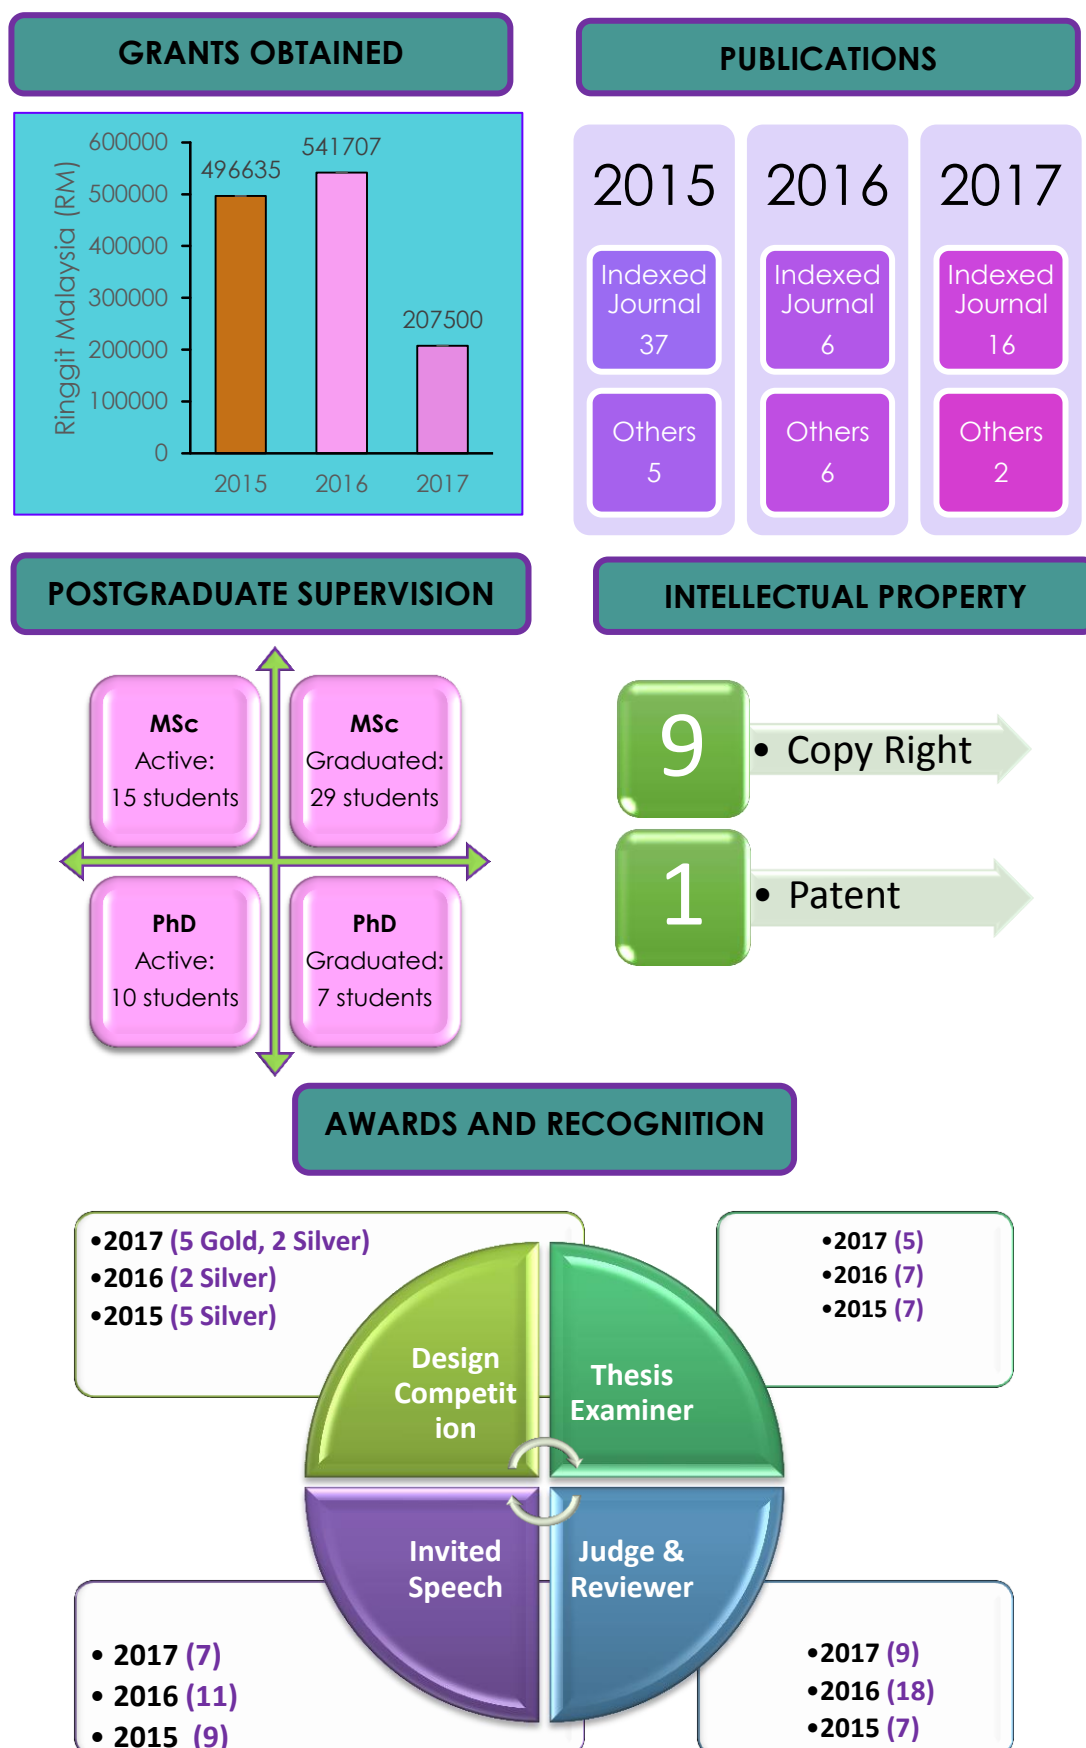 GRANTS OBTAINED
600000
500000
400000
300000
200000
100000
0
Ringgit Malaysia (RM)
496635
541707
207500
2015
2016
2017
PUBLICATIONS
2015
Indexed
Journal
37
Others
5
2016
Indexed
Journal
6
Others
6
2017
Indexed
Journal
16
Others
2
POSTGRADUATE SUPERVISION
MSc
Active:
15 students
MSc
Graduated:
29 students
PhD
Active:
10 students
PhD
Graduated:
7 students
INTELLECTUAL PROPERTY
9
• Copy Right
1
• Patent
AWARDS AND RECOGNITION
•2017 (5 Gold, 2 Silver)
•2016 (2 Silver)
•2015 (5 Silver)
Design
Competit
ion
•2017 (5)
•2016 (7)
•2015 (7)
Thesis
Examiner
Invited
Speech
• 2017 (7)
• 2016 (11)
• 2015 (9)
Judge &
Reviewer
•2017 (9)
•2016 (18)
•2015 (7)